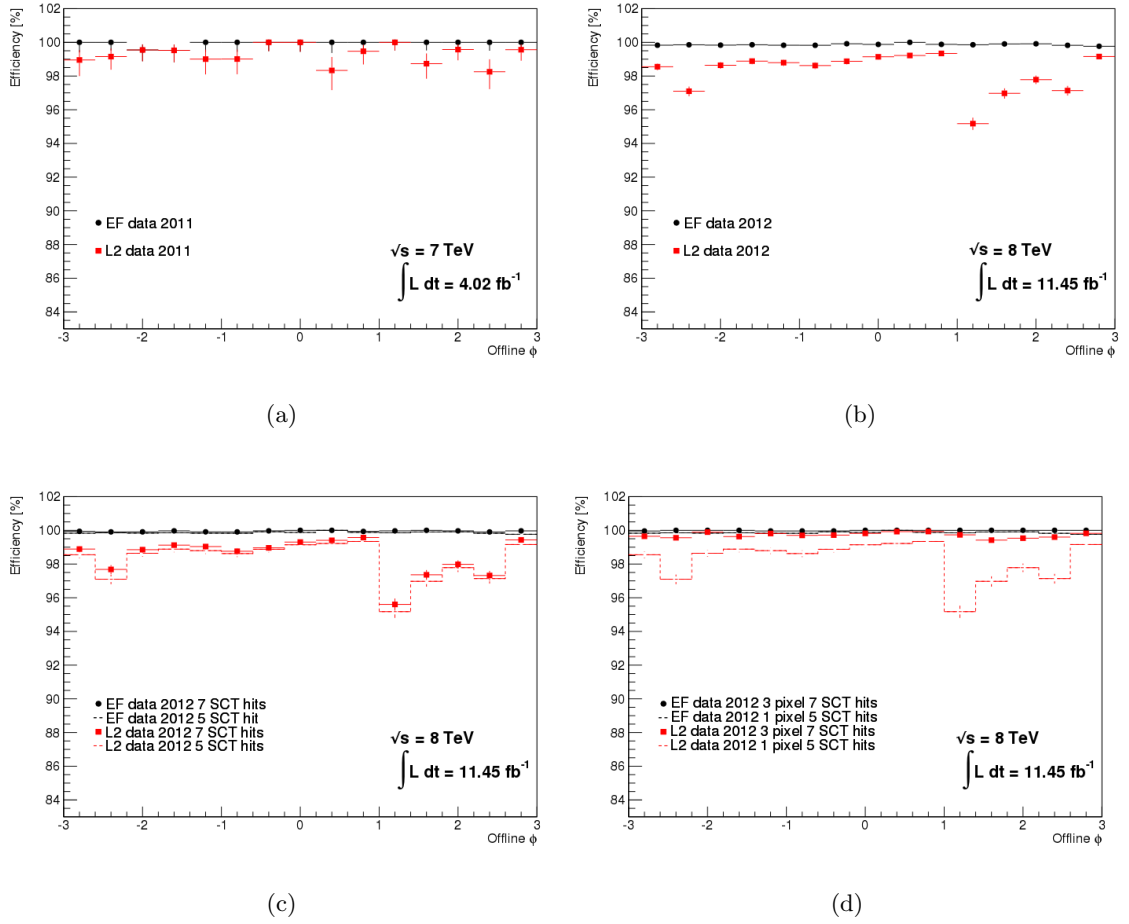 Efficiency [%]
102
100
98
96
94
92
90
88
86
84
EF data 2011
L2 data 2011
√s = 7 TeV
∫ L dt = 4.02 fb⁻¹
-3 -2 -1 0 1 2 3
Offline ϕ
(a)
Efficiency [%]
102
100
98
96
94
92
90
88
86
84
EF data 2012
L2 data 2012
√s = 8 TeV
∫ L dt = 11.45 fb⁻¹
-3 -2 -1 0 1 2 3
Offline ϕ
(b)
Efficiency [%]
102
100
98
96
94
92
90
88
86
84
EF data 2012 7 SCT hits
EF data 2012 5 SCT hit
L2 data 2012 7 SCT hits
L2 data 2012 5 SCT hits
√s = 8 TeV
∫ L dt = 11.45 fb⁻¹
-3 -2 -1 0 1 2 3
Offline ϕ
(c)
Efficiency [%]
102
100
98
96
94
92
90
88
86
84
EF data 2012 3 pixel 7 SCT hits
EF data 2012 1 pixel 5 SCT hits
L2 data 2012 3 pixel 7 SCT hits
L2 data 2012 1 pixel 5 SCT hits
√s = 8 TeV
∫ L dt = 11.45 fb⁻¹
-3 -2 -1 0 1 2 3
Offline ϕ
(d)